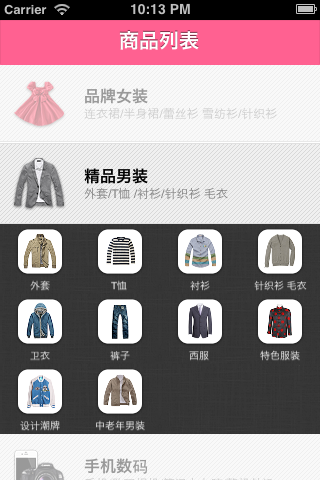 Carrier 10:13 PM
商品列表
品牌女装
连衣裙/半身裙/蕾丝衫 雪纺衫/针织衫
精品男装
外套/T恤 /衬衫/针织衫 毛衣
外套 T恤 衬衫 针织衫 毛衣
卫衣 裤子 西服 特色服装
设计潮牌 中老年男装
手机数码